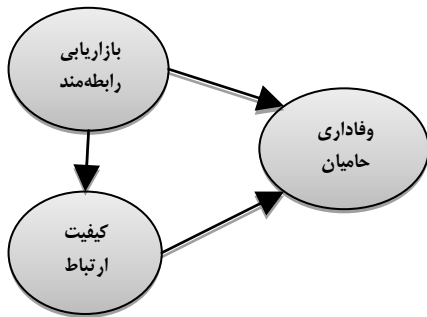 بازاریابی
رابطه‌مند
وفاداری
حامیان
کیفیت
ارتباط